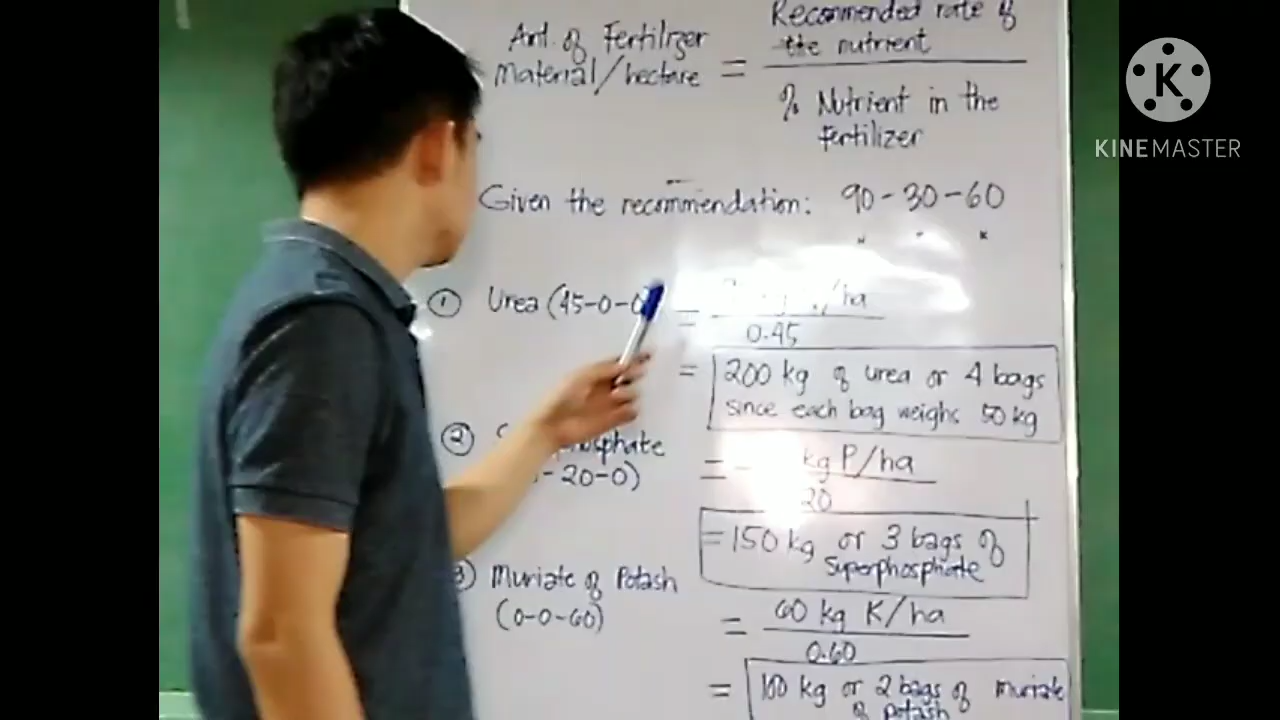 Amt. of Fertilizer
Material/hectare
=
Recommended rate of
the nutrient
% Nutrient in the
fertilizer
Given the recommendation: 90-30-60
N
K
① Urea (45-0-0)
= /ha
0.45
= 200 kg of urea or 4 bags
since each bag weighs 50 kg
②
phosphate
-20-0)
= kg P/ha
20
= 150 kg or 3 bags of
Superphosphate
3) Muriate of Potash
(0-0-60)
= 60 kg K/ha
0.60
= 100 kg or 2 bags of Muriate
of Potash
K
KINEMASTER